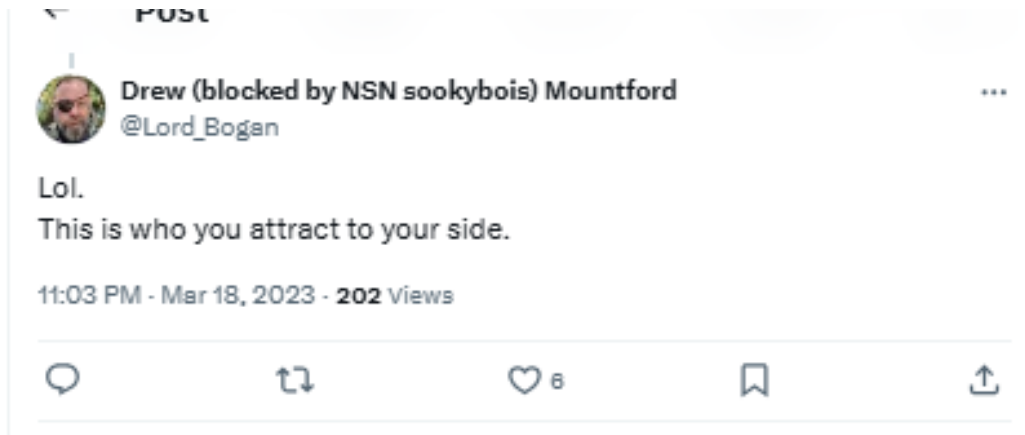 Post
Drew (blocked by NSN sookybois) Mountford
@Lord_Bogan
Lol.
This is who you attract to your side.
11:03 PM · Mar 18, 2023 · 202 Views
6